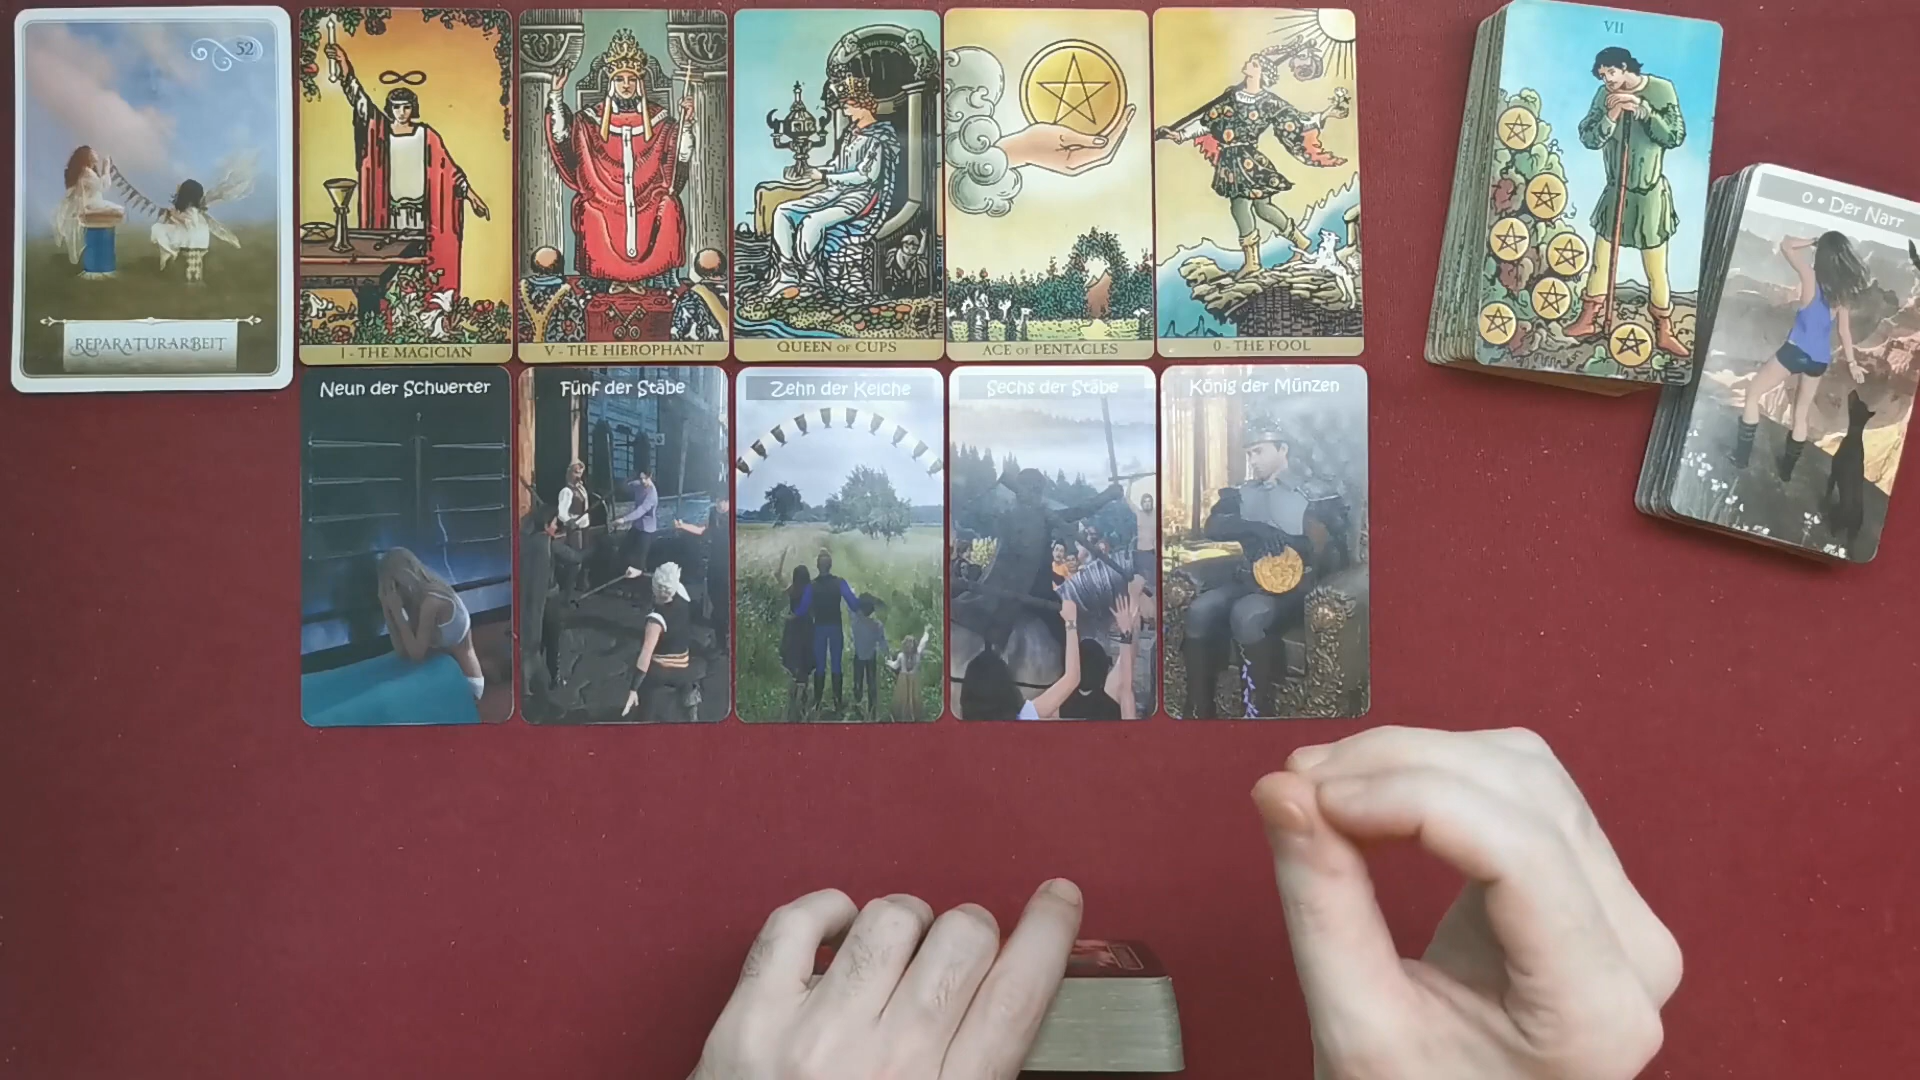 52
REPARATURARBEIT
I - THE MAGICIAN
V - THE HIEROPHANT
QUEEN OF CUPS
ACE OF PENTACLES
0 - THE FOOL
VII
0 • Der Narr
Neun der Schwerter
Fünf der Stäbe
Zehn der Kelche
Sechs der Stäbe
König der Münzen